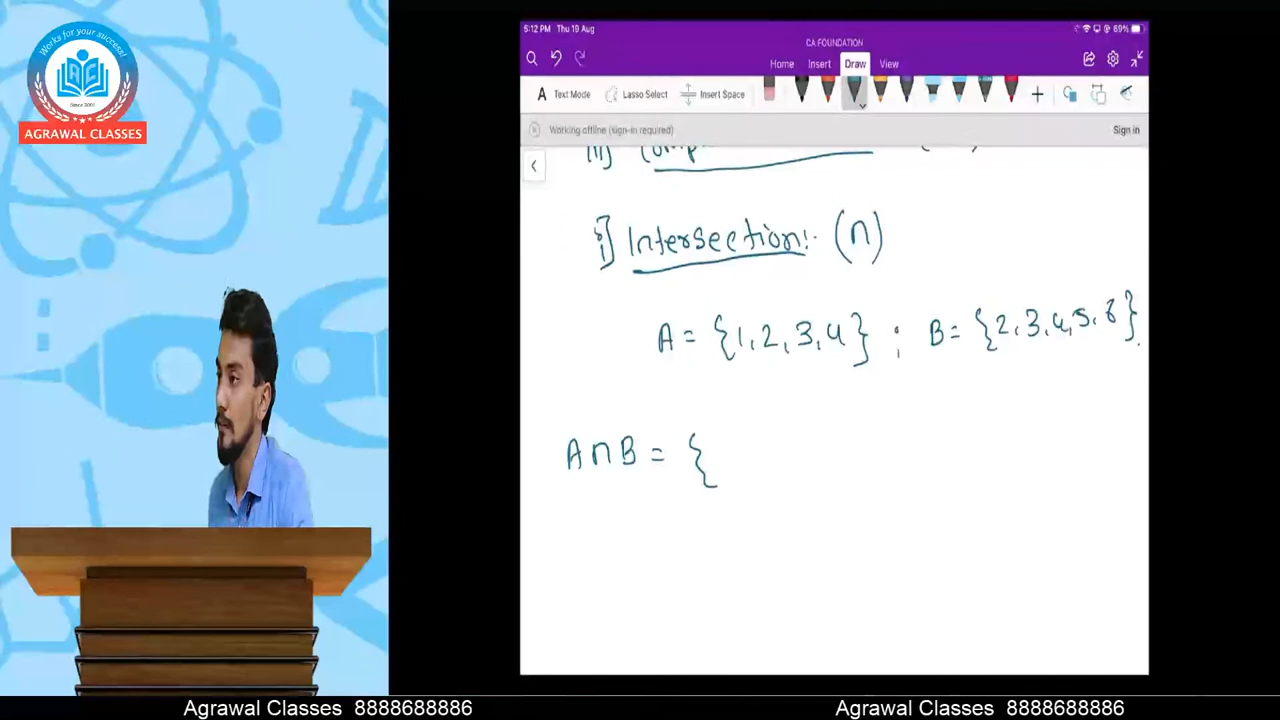 Works for your success!
AC
Since 2001
AGRAWAL CLASSES
5:12 PM Thu 19 Aug
69%
CA FOUNDATION
Home Insert Draw View
A Text Mode Lasso Select Insert Space
Working offline (sign-in required) Sign in
i] Intersection:- (∩)
A = {1, 2, 3, 4} ; B = {2, 3, 4, 5, 6}.
A∩B = {
Agrawal Classes 8888688886 Agrawal Classes 8888688886